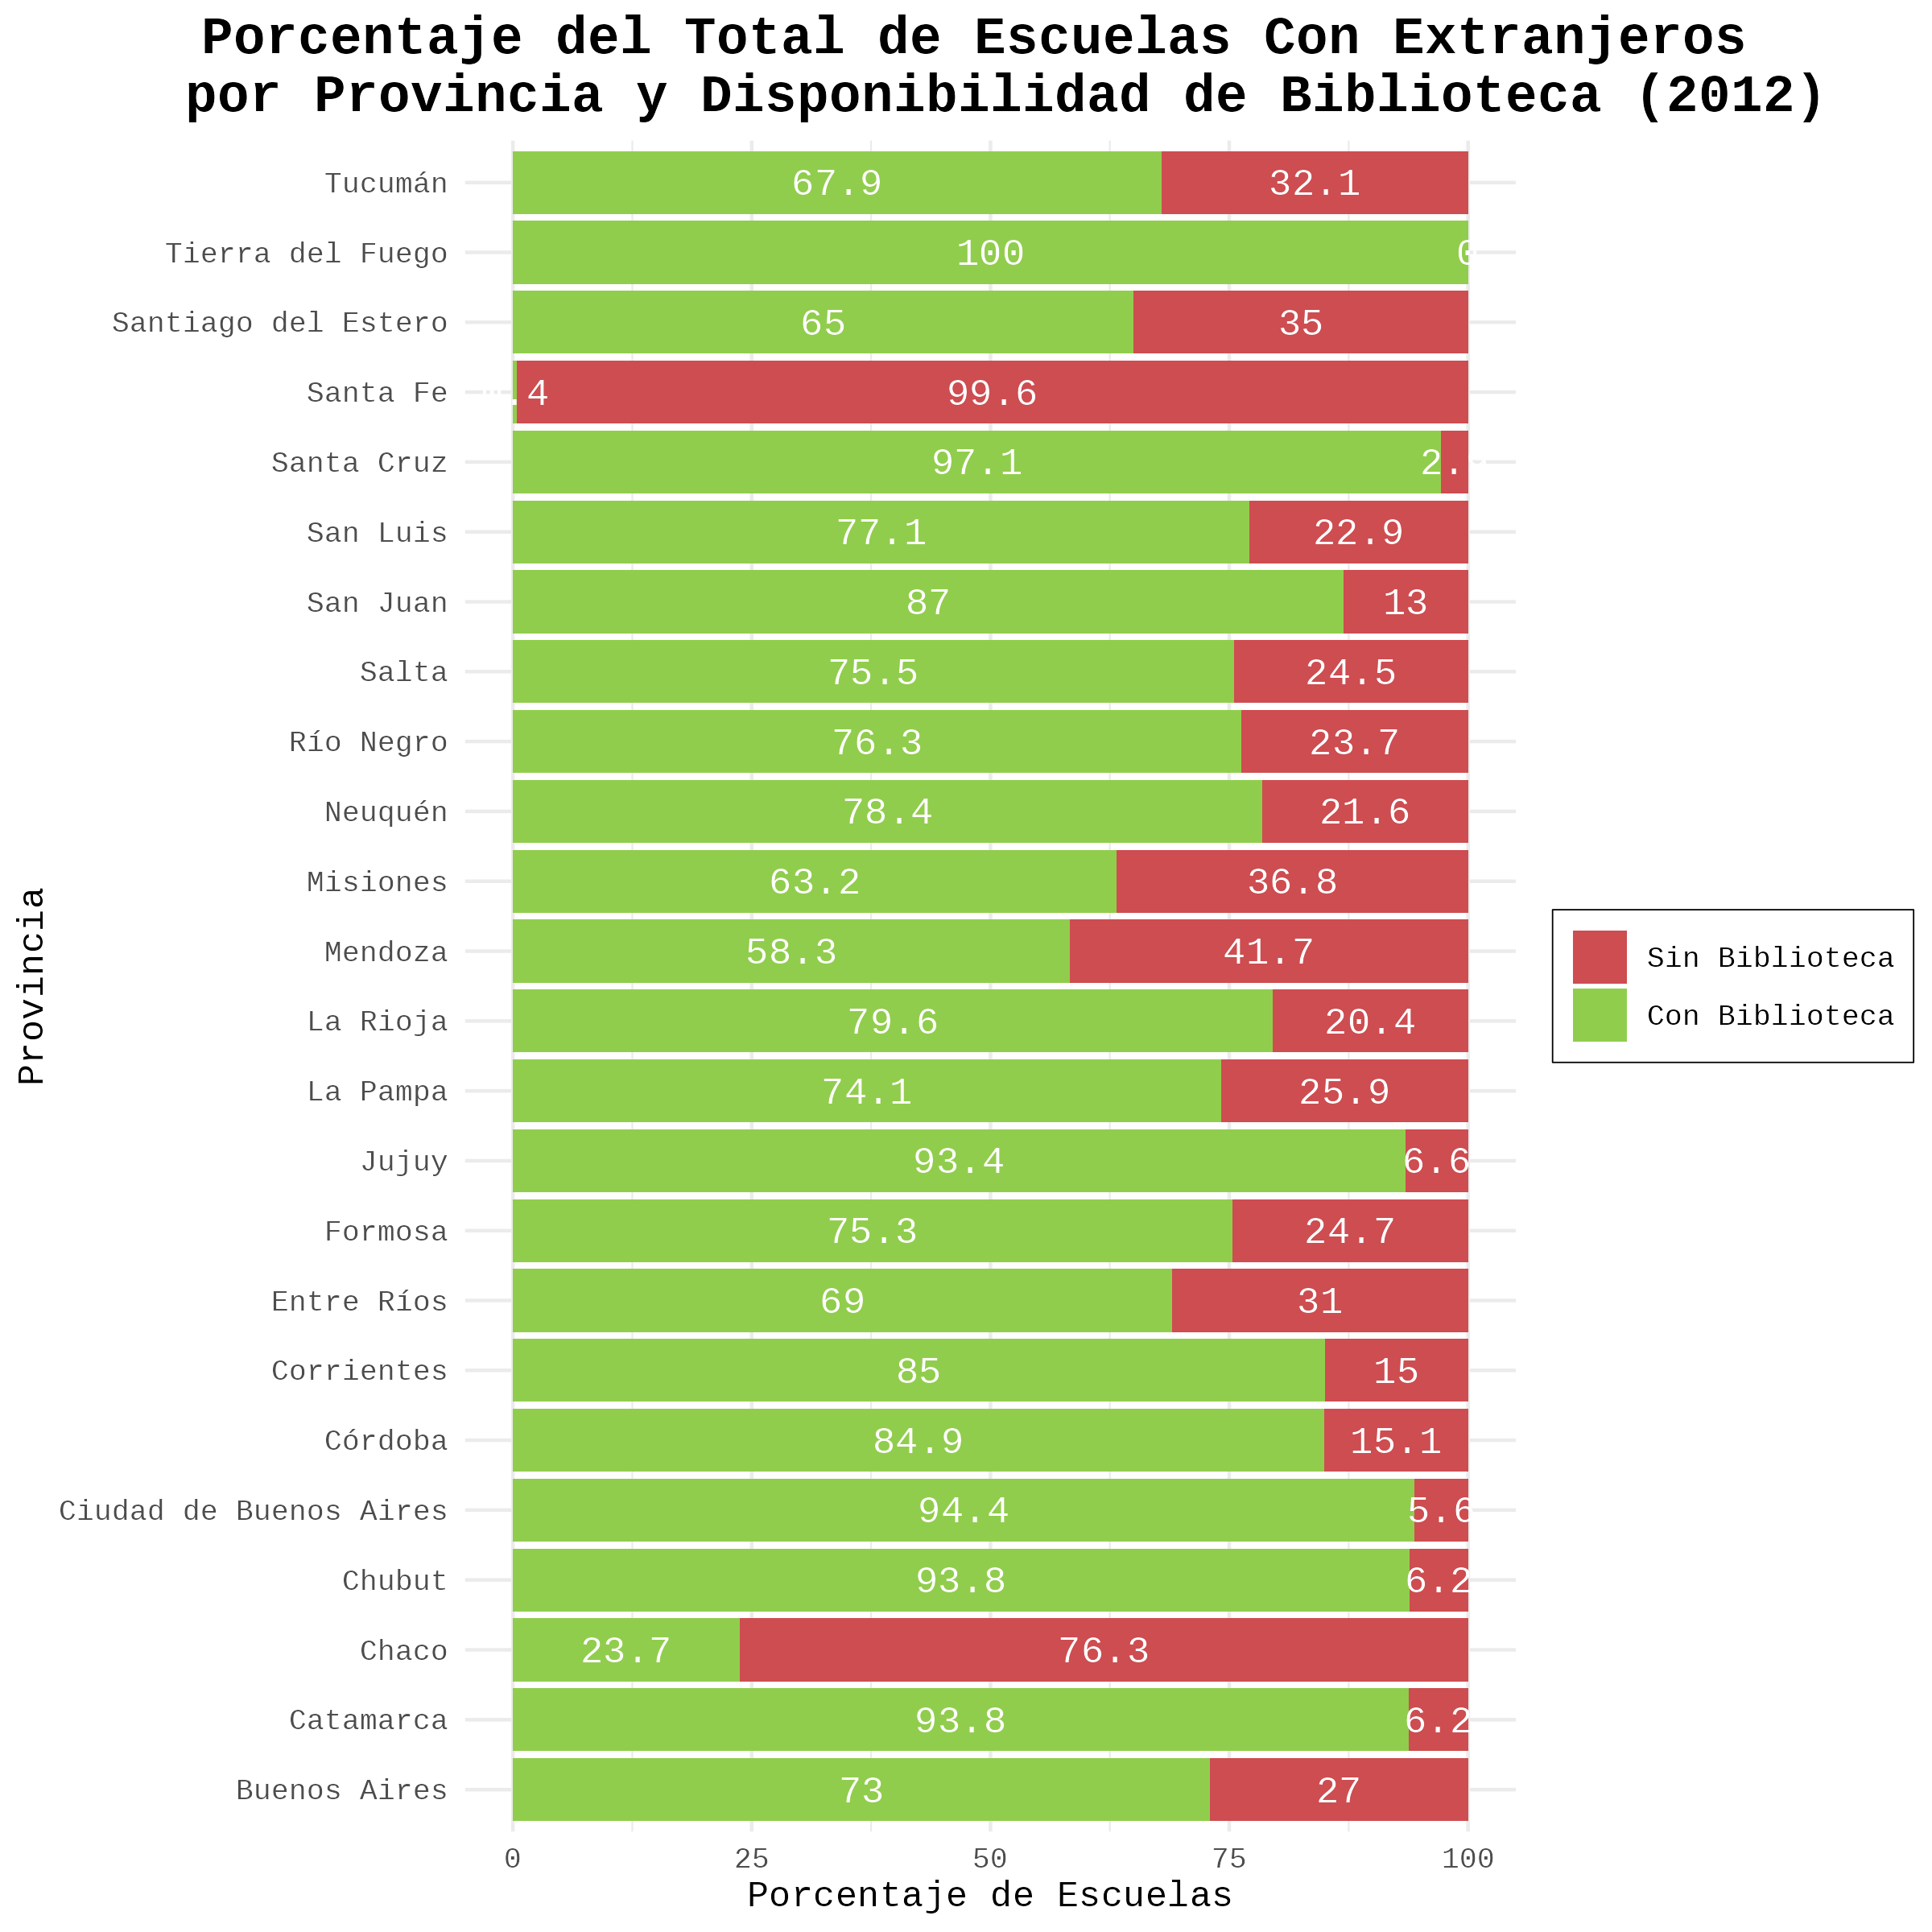 Porcentaje del Total de Escuelas Con Extranjeros
por Provincia y Disponibilidad de Biblioteca (2012)
Tucumán 67.9 32.1
Tierra del Fuego 100 0
Santiago del Estero 65 35
Santa Fe 4 99.6
Santa Cruz 97.1 2.
San Luis 77.1 22.9
San Juan 87 13
Salta 75.5 24.5
Río Negro 76.3 23.7
Neuquén 78.4 21.6
Misiones 63.2 36.8
Mendoza 58.3 41.7
La Rioja 79.6 20.4
La Pampa 74.1 25.9
Jujuy 93.4 6.6
Formosa 75.3 24.7
Entre Ríos 69 31
Corrientes 85 15
Córdoba 84.9 15.1
Ciudad de Buenos Aires 94.4 5.6
Chubut 93.8 6.2
Chaco 23.7 76.3
Catamarca 93.8 6.2
Buenos Aires 73 27
0 25 50 75 100
Porcentaje de Escuelas
Provincia
Sin Biblioteca
Con Biblioteca